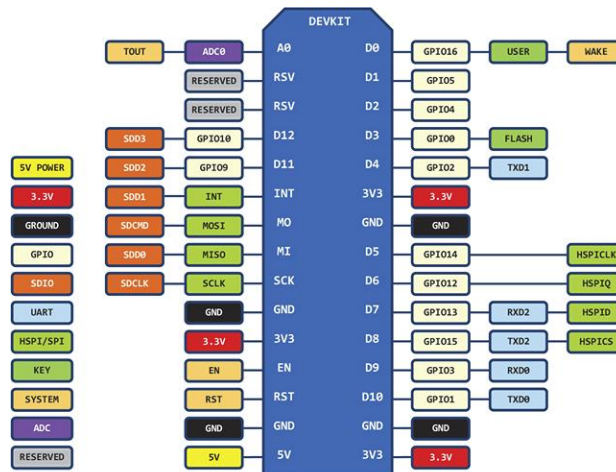 DEVKIT
TOUT ADC0 A0 D0 GPIO16 USER WAKE
RESERVED RSV D1 GPIO5
RESERVED RSV D2 GPIO4
SDD3 GPIO10 D12 D3 GPIO0 FLASH
5V POWER SDD2 GPIO9 D11 D4 GPIO2 TXD1
3.3V SDD1 INT INT 3V3 3.3V
GROUND SDCMD MOSI MO GND GND
GPIO SDD0 MISO MI D5 GPIO14 HSPICLK
SDIO SDCLK SCLK SCK D6 GPIO12 HSPIQ
UART GND GND D7 GPIO13 RXD2 HSPID
HSPI/SPI 3.3V 3V3 D8 GPIO15 TXD2 HSPICS
KEY EN EN D9 GPIO3 RXD0
SYSTEM RST RST D10 GPIO1 TXD0
ADC GND GND GND GND
RESERVED 5V 5V 3V3 3.3V